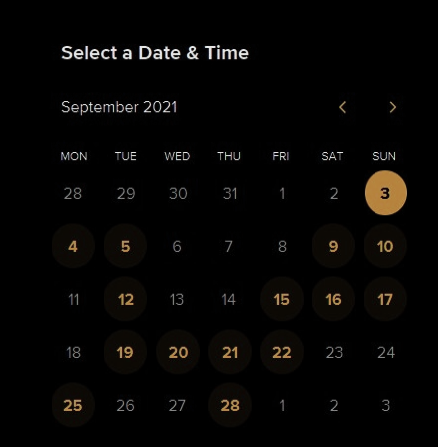 Select a Date & Time
September 2021
MON TUE WED THU FRI SAT SUN
28 29 30 31 1 2 3
4 5 6 7 8 9 10
11 12 13 14 15 16 17
18 19 20 21 22 23 24
25 26 27 28 1 2 3